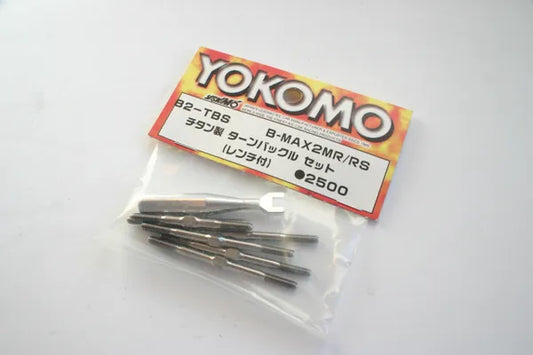 YOKOMO
YOKOMO
B2-TBS B-MAX2MR/RS
チタン製 ターンバックル セット
(レンチ付) ●2500